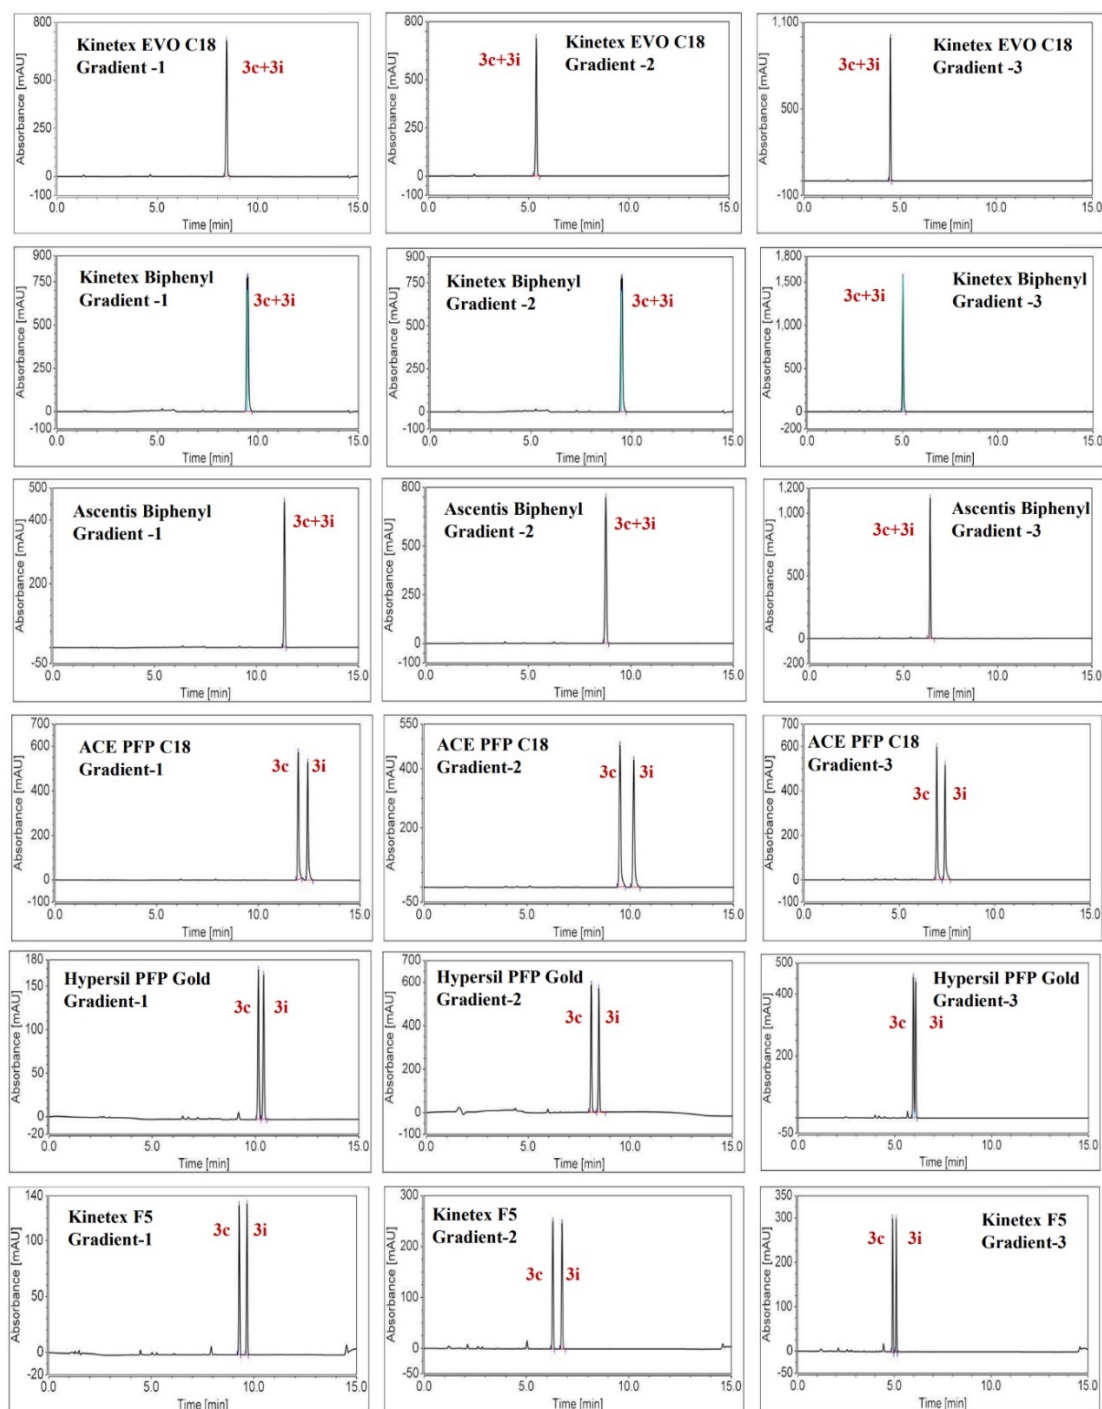 800
500
250
0
-100
Absorbance [mAU]
Kinetex EVO C18
Gradient -1
3c+3i
0.0
5.0
10.0
15.0
Time [min]
800
500
250
0
-100
Absorbance [mAU]
Kinetex EVO C18
Gradient -2
3c+3i
0.0
5.0
10.0
15.0
Time [min]
1,100
500
-100
Absorbance [mAU]
Kinetex EVO C18
Gradient -3
3c+3i
0.0
5.0
10.0
15.0
Time [min]
900
750
500
250
0
-100
Absorbance [mAU]
Kinetex Biphenyl
Gradient -1
3c+3i
0.0
5.0
10.0
15.0
Time [min]
900
750
500
250
0
-100
Absorbance [mAU]
Kinetex Biphenyl
Gradient -2
3c+3i
0.0
5.0
10.0
15.0
Time [min]
1,800
1,500
1,000
500
0
-200
Absorbance [mAU]
Kinetex Biphenyl
Gradient -3
3c+3i
0.0
5.0
10.0
15.0
Time [min]
500
400
200
-50
Absorbance [mAU]
Ascentis Biphenyl
Gradient -1
3c+3i
0.0
5.0
10.0
15.0
Time [min]
800
500
250
0
-100
Absorbance [mAU]
Ascentis Biphenyl
Gradient -2
3c+3i
0.0
5.0
10.0
15.0
Time [min]
1,200
1,000
500
0
-200
Absorbance [mAU]
Ascentis Biphenyl
Gradient -3
3c+3i
0.0
5.0
10.0
15.0
Time [min]
700
600
400
200
0
-100
Absorbance [mAU]
ACE PFP C18
Gradient-1
3c 3i
0.0
5.0
10.0
15.0
Time [min]
550
400
200
-50
Absorbance [mAU]
ACE PFP C18
Gradient-2
3c 3i
0.0
5.0
10.0
15.0
Time [min]
700
600
400
200
0
-100
Absorbance [mAU]
ACE PFP C18
Gradient-3
3c 3i
0.0
5.0
10.0
15.0
Time [min]
180
150
100
50
0
-20
Absorbance [mAU]
Hypersil PFP Gold
Gradient-1
3c 3i
0.0
5.0
10.0
15.0
Time [min]
700
600
400
200
0
-100
Absorbance [mAU]
Hypersil PFP Gold
Gradient-2
3c 3i
0.0
5.0
10.0
15.0
Time [min]
500
400
200
-50
Absorbance [mAU]
Hypersil PFP Gold
Gradient-3
3c 3i
0.0
5.0
10.0
15.0
Time [min]
140
100
50
0
-20
Absorbance [mAU]
Kinetex F5
Gradient-1
3c 3i
0.0
5.0
10.0
15.0
Time [min]
300
200
100
0
-50
Absorbance [mAU]
Kinetex F5
Gradient-2
3c 3i
0.0
5.0
10.0
15.0
Time [min]
350
300
200
100
0
-50
Absorbance [mAU]
Kinetex F5
Gradient-3
3c 3i
0.0
5.0
10.0
15.0
Time [min]